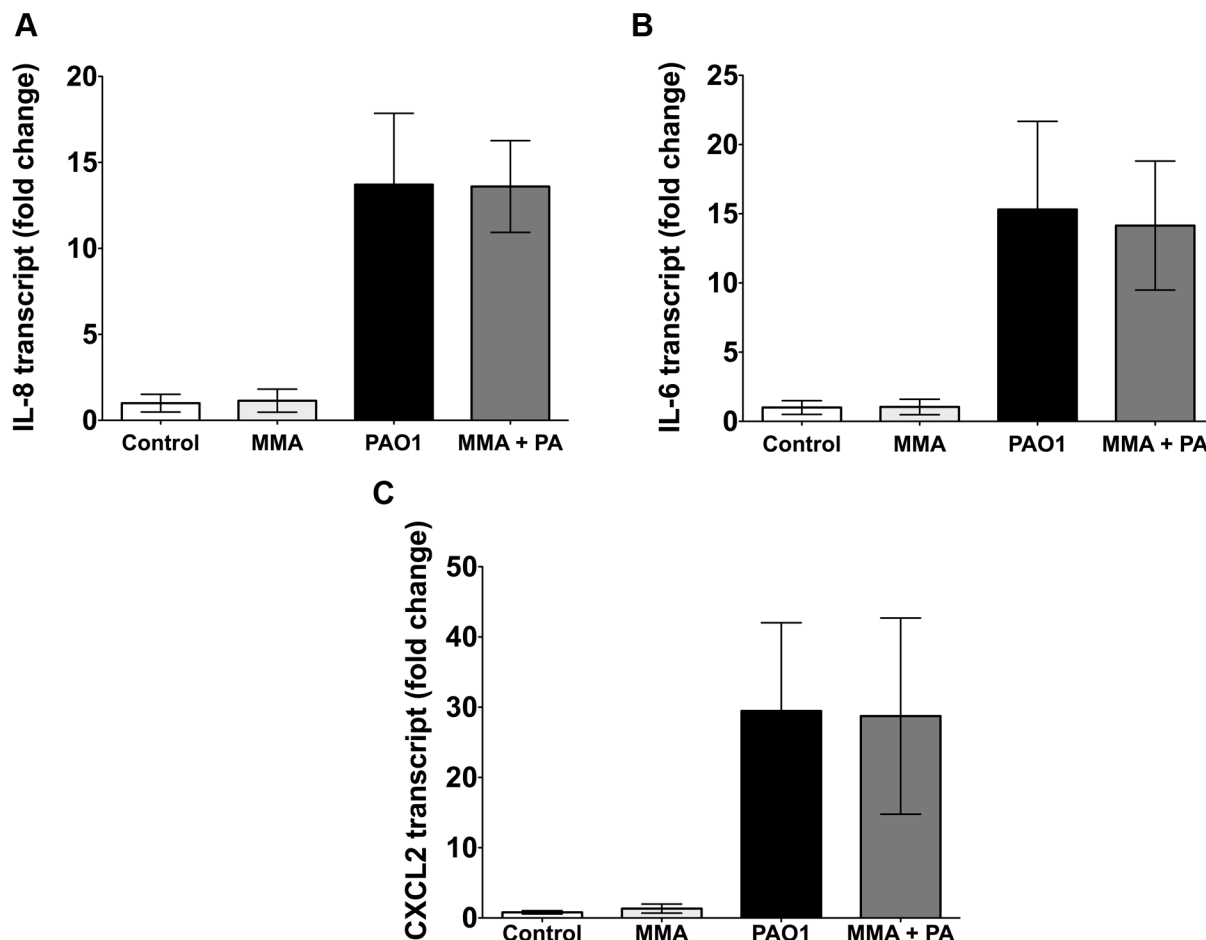 A
IL-8 transcript (fold change)
20
15
10
5
0
Control MMA PAO1 MMA + PA
B
IL-6 transcript (fold change)
25
20
15
10
5
0
Control MMA PAO1 MMA + PA
C
CXCL2 transcript (fold change)
50
40
30
20
10
0
Control MMA PAO1 MMA + PA